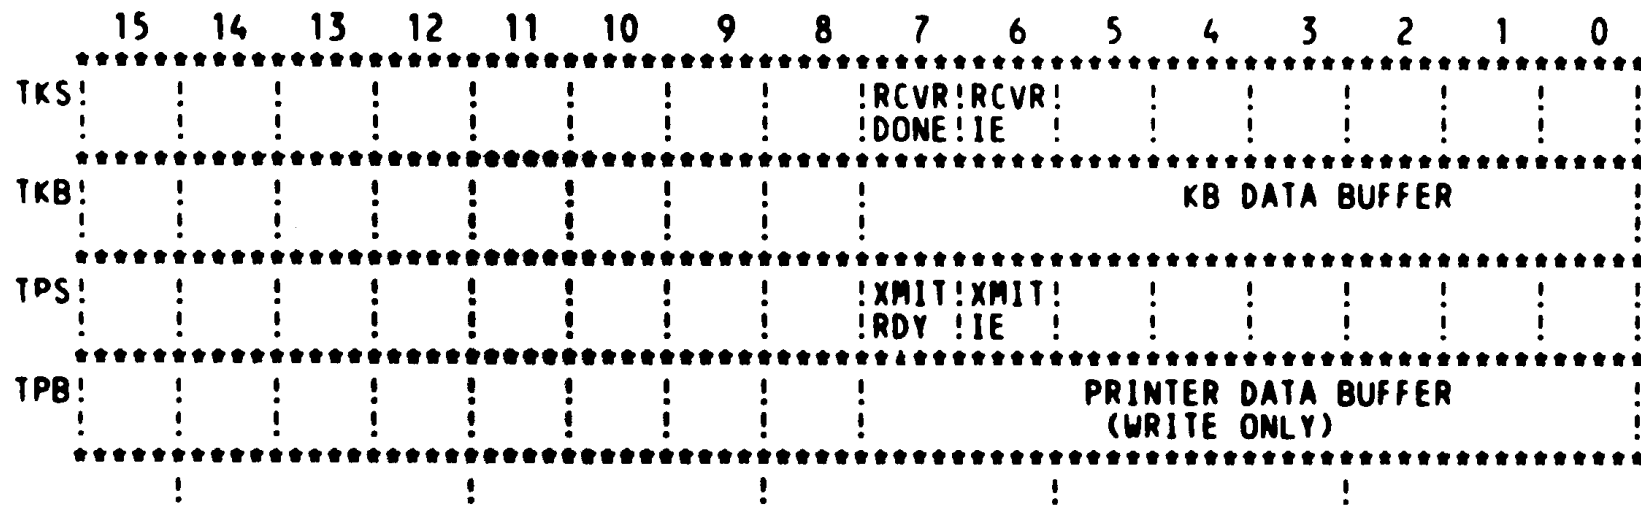 15 14 13 12 11 10 9 8 7 6 5 4 3 2 1 0
TKS! ! ! ! ! ! ! ! !RCVR!RCVR! ! ! ! ! ! !
! ! ! ! ! ! ! ! !DONE!IE ! ! ! ! ! ! !
TKB! ! ! ! ! ! ! ! ! KB DATA BUFFER !
TPS! ! ! ! ! ! ! ! !XMIT!XMIT! ! ! ! ! ! !
! ! ! ! ! ! ! ! !RDY !IE ! ! ! ! ! ! !
TPB! ! ! ! ! ! ! ! ! PRINTER DATA BUFFER !
! ! ! ! ! ! ! ! ! (WRITE ONLY) !